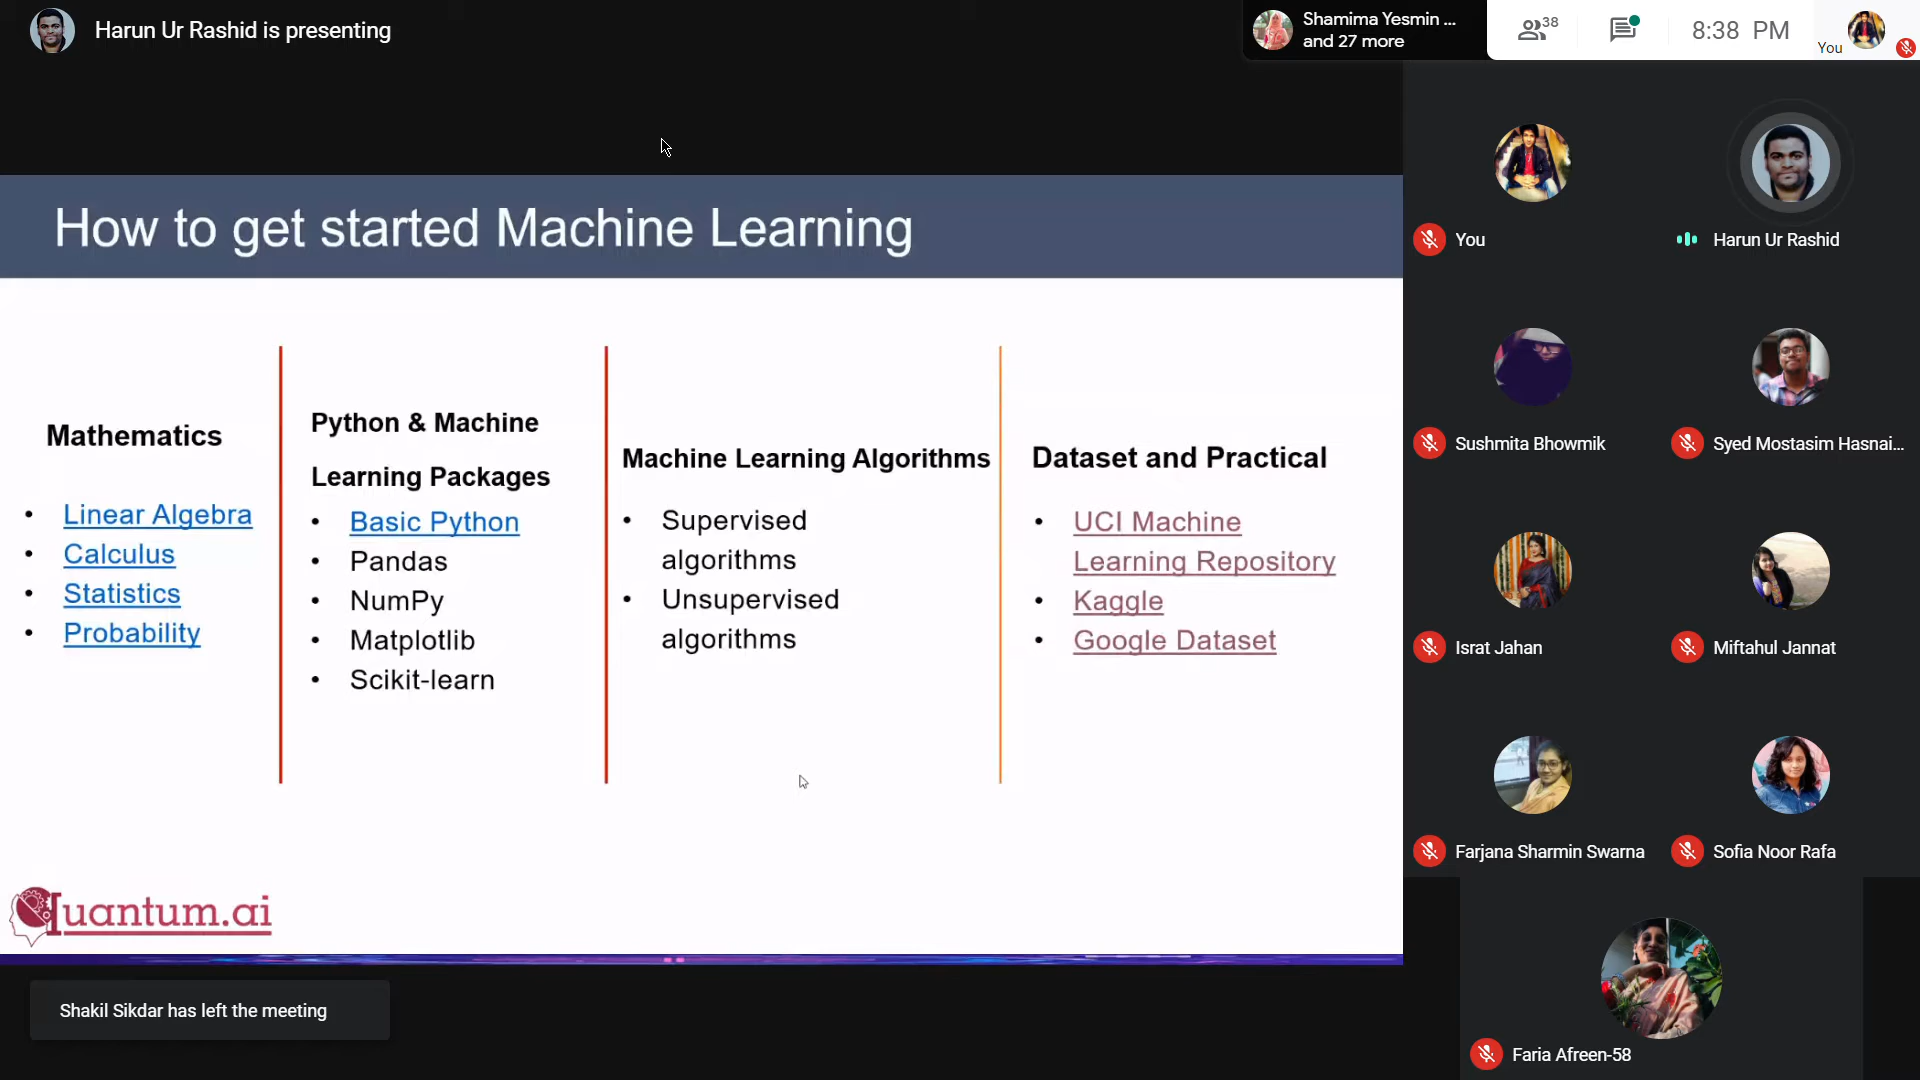 Harun Ur Rashid is presenting
Shamima Yesmin ...
and 27 more
38
8:38 PM
You
How to get started Machine Learning
Mathematics
• Linear Algebra
• Calculus
• Statistics
• Probability
Python & Machine
Learning Packages
• Basic Python
• Pandas
• NumPy
• Matplotlib
• Scikit-learn
Machine Learning Algorithms
• Supervised
algorithms
• Unsupervised
algorithms
Dataset and Practical
• UCI Machine
Learning Repository
• Kaggle
• Google Dataset
Quantum.ai
Shakil Sikdar has left the meeting
You
Harun Ur Rashid
Sushmita Bhowmik
Syed Mostasim Hasnai...
Israt Jahan
Miftahul Jannat
Farjana Sharmin Swarna
Sofia Noor Rafa
Faria Afreen-58